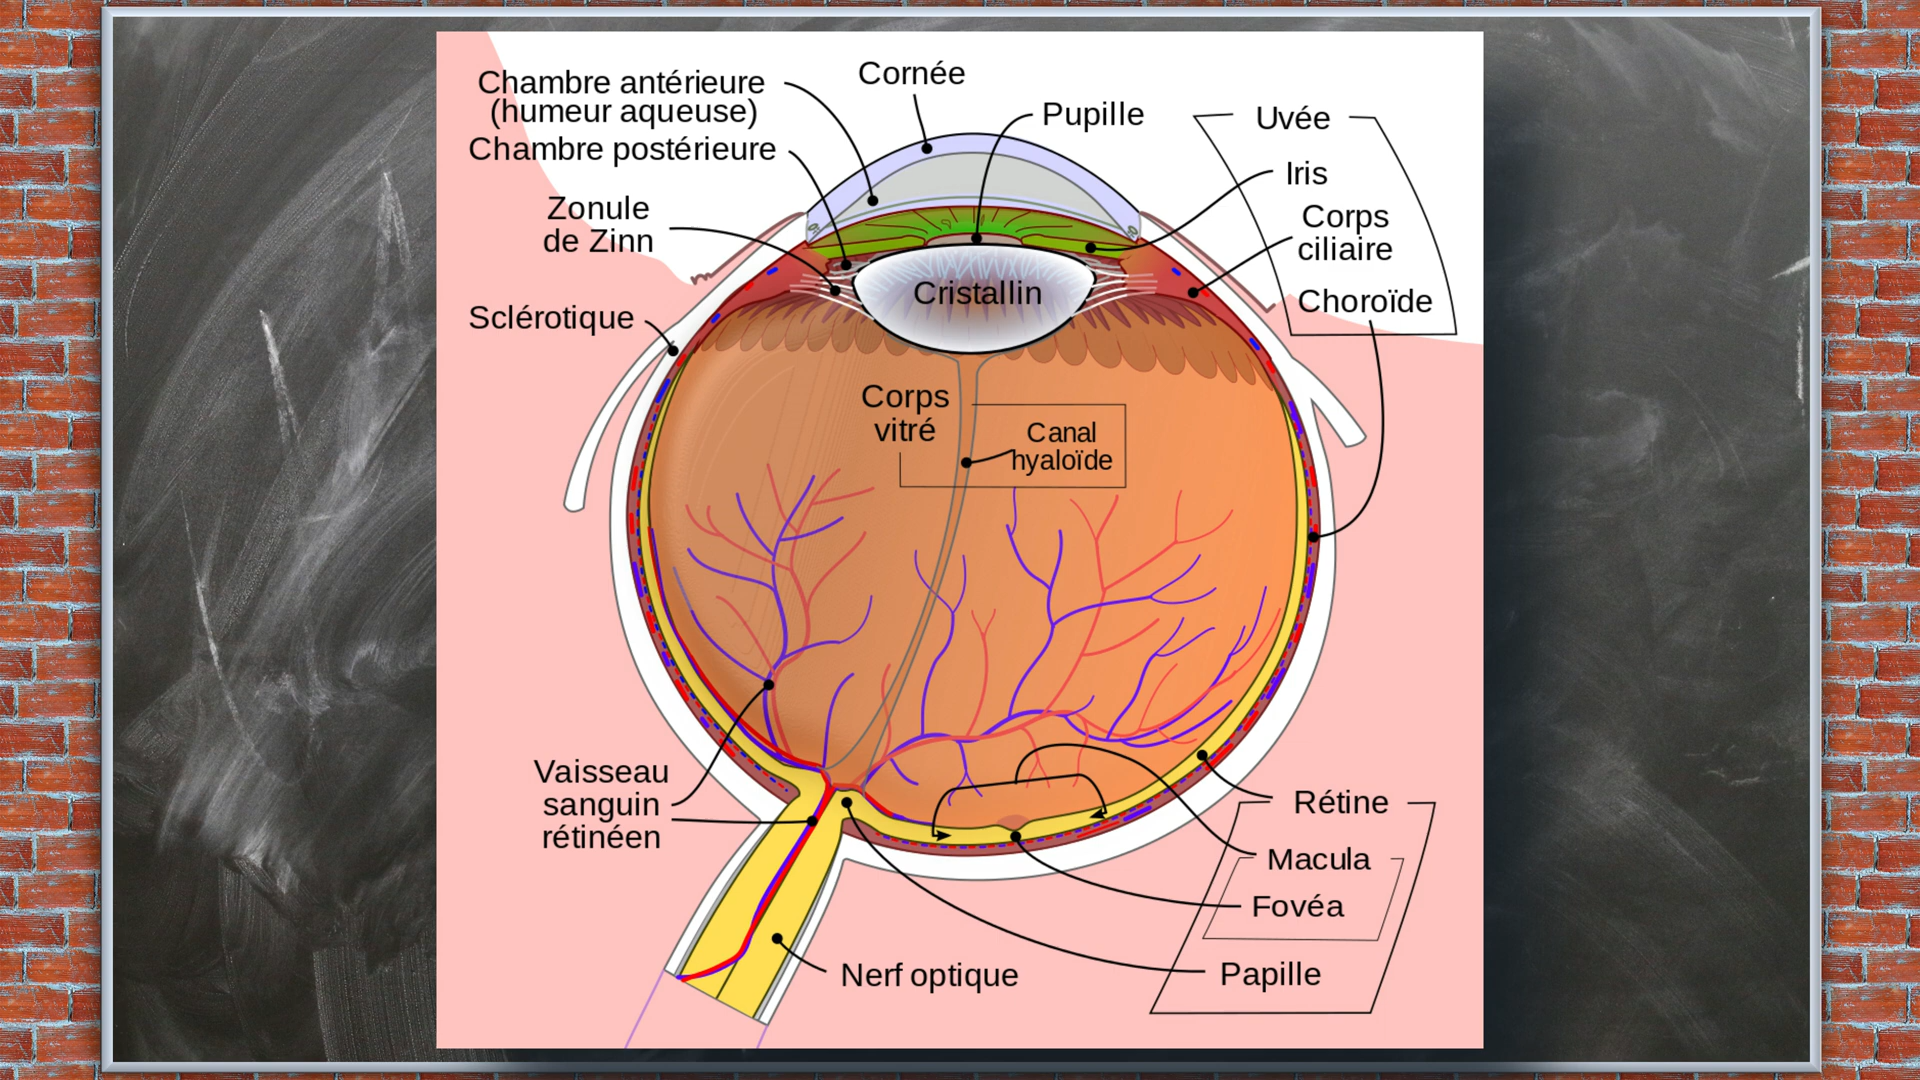 Chambre antérieure
(humeur aqueuse)
Chambre postérieure
Zonule
de Zinn
Sclérotique
Cornée
Pupille
Uvée
Iris
Corps
ciliaire
Choroïde
Cristallin
Corps
vitré
Canal
hyaloïde
Vaisseau
sanguin
rétinéen
Nerf optique
Rétine
Macula
Fovéa
Papille